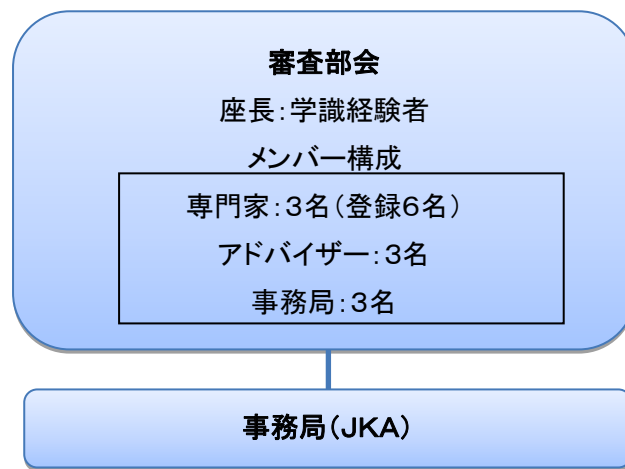 審査部会
座長：学識経験者
メンバー構成
専門家：3名（登録6名）
アドバイザー：3名
事務局：3名
事務局（JKA）